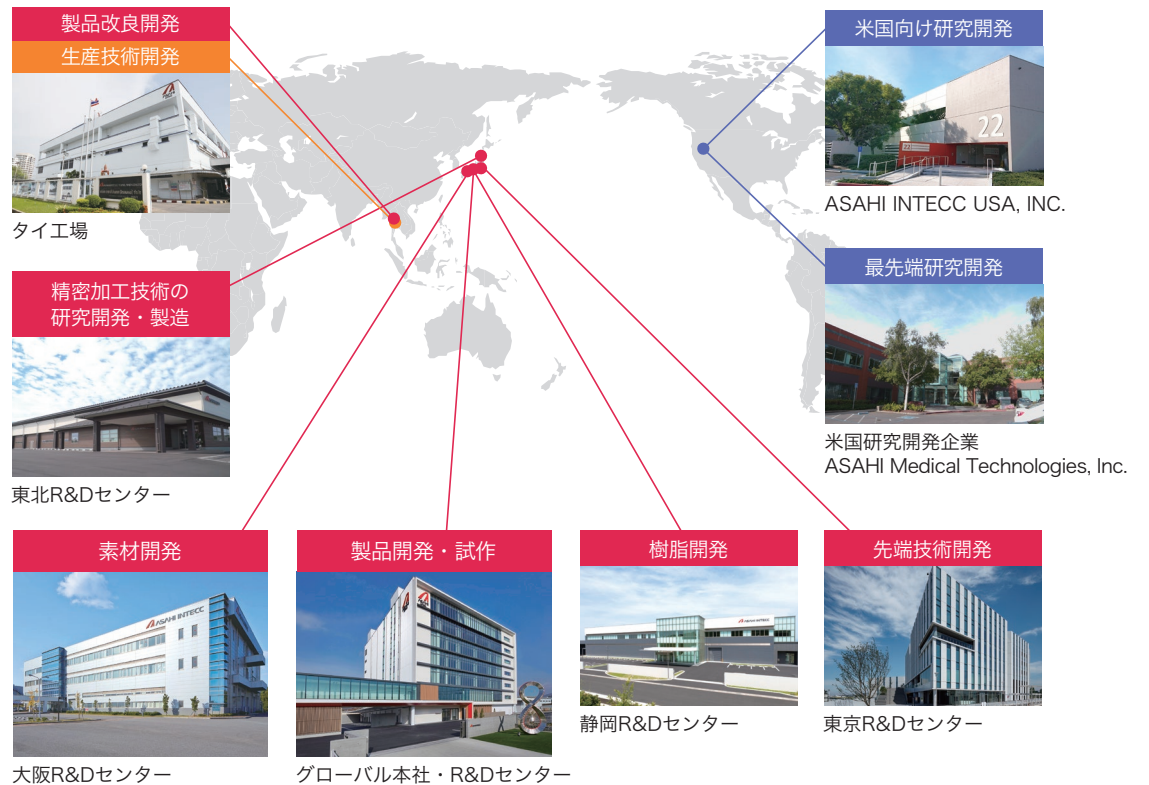 製品改良開発
生産技術開発
タイ工場
米国向け研究開発
22
22
ASAHI INTECC USA, INC.
精密加工技術の
研究開発・製造
東北R&Dセンター
最先端研究開発
米国研究開発企業
ASAHI Medical Technologies, Inc.
素材開発
ASAHI INTECC
大阪R&Dセンター
製品開発・試作
グローバル本社・R&Dセンター
樹脂開発
ASAHI INTECC
静岡R&Dセンター
先端技術開発
東京R&Dセンター